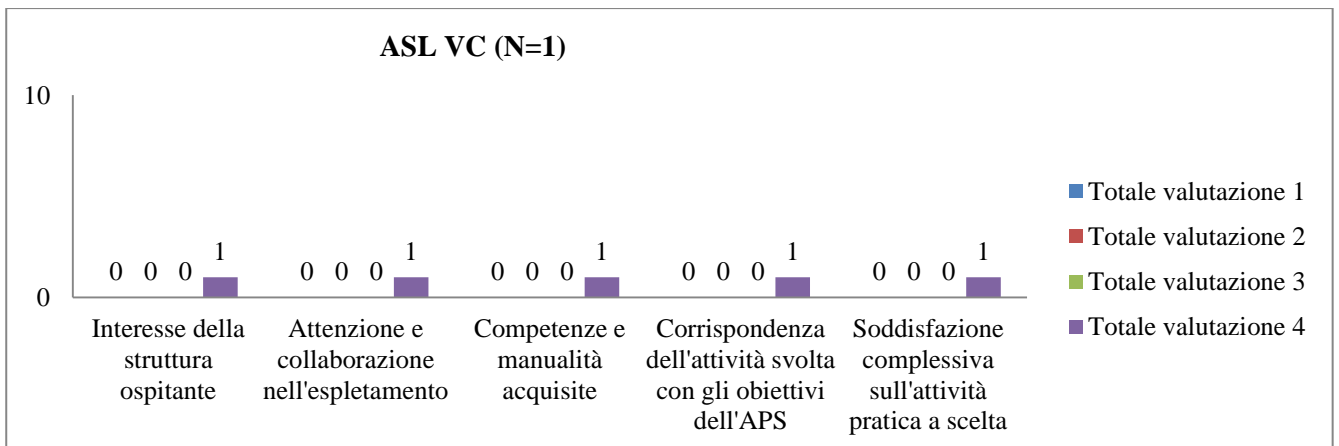 ASL VC (N=1)
10
0
0 0 0 1 0 0 0 1 0 0 0 1 0 0 0 1 0 0 0 1
Interesse della
struttura
ospitante
Attenzione e
collaborazione
nell'espletamento
Competenze e
manualità
acquisite
Corrispondenza
dell'attività svolta
con gli obiettivi
dell'APS
Soddisfazione
complessiva
sull'attività
pratica a scelta
Totale valutazione 1
Totale valutazione 2
Totale valutazione 3
Totale valutazione 4